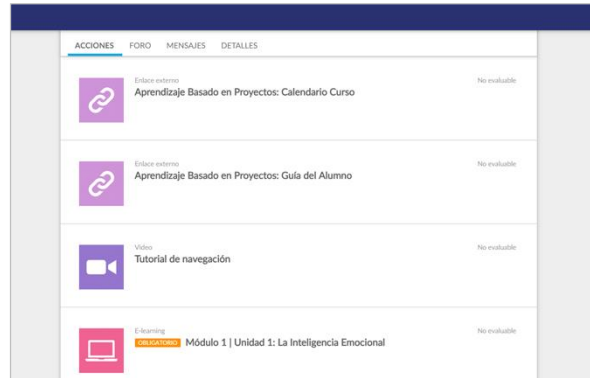 ACCIONES FORO MENSAJES DETALLES
Enlace externo No evaluable
Aprendizaje Basado en Proyectos: Calendario Curso
Enlace externo No evaluable
Aprendizaje Basado en Proyectos: Guía del Alumno
Video No evaluable
Tutorial de navegación
E-learning No evaluable
OBLIGATORIO Módulo 1 | Unidad 1: La Inteligencia Emocional